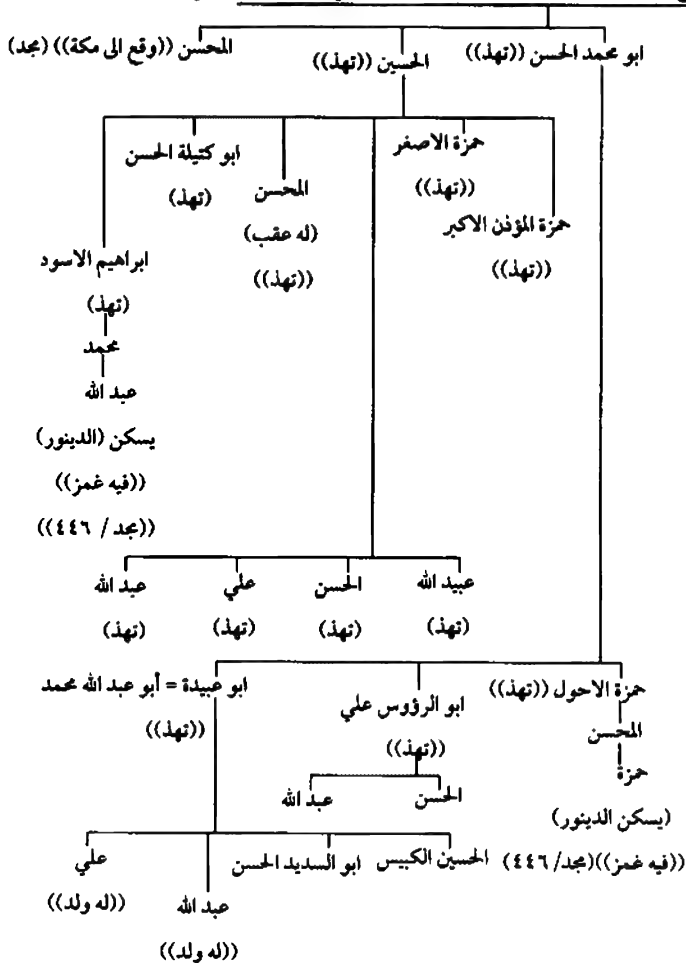 ابو محمد الحسن ((تهذ)) الحسين ((تهذ)) المحسن ((وقع الى مكة)) (مجد)
حمزة الاصفر
((تهذ))
ابو كتيلة الحسن
(تهذ)
المحسن
(له عقب)
((تهذ))
حمزة المؤذن الاكبر
((تهذ))
ابراهيم الاسود
(تهذ)
محمد
عبد الله
يسكن (الدينور)
((فيه غمز))
((مجد / ٤٤٦))
عبيد الله الحسن علي عبد الله
(تهذ) (تهذ) (تهذ) (تهذ)
حمزة الاحول ((تهذ))
المحسن
حمزة
(يسكن الدينور)
((فيه غمز))(مجد/ ٤٤٦)
ابو الرؤوس علي
((تهذ))
الحسن عبد الله
ابو عبيدة = أبو عبد الله محمد
((تهذ))
الحسين الكبيس ابو السديد الحسن
عبد الله
((له ولد))
علي
((له ولد))